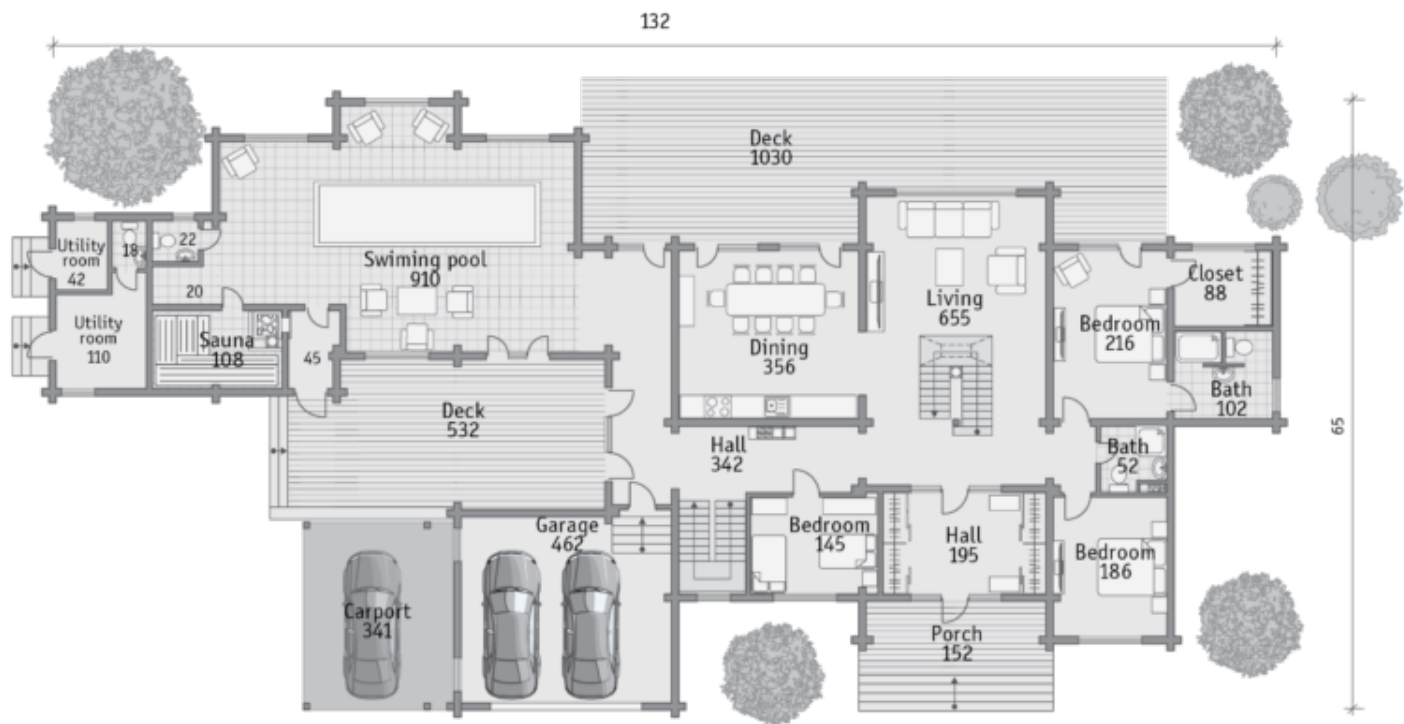 132
Deck
1030
Utility
room
42
18
22
Swiming pool
910
20
Living
655
Closet
88
Utility
room
110
Sauna
108
45
Dining
356
Bedroom
216
Bath
102
Deck
532
Hall
342
Bath
52
65
Garage
462
Bedroom
145
Hall
195
Bedroom
186
Carport
341
Porch
152